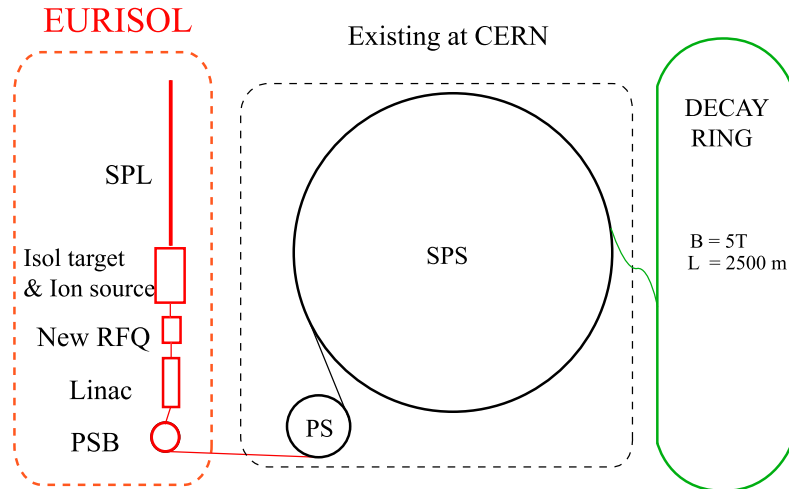 EURISOL
Existing at CERN
SPL
Isol target
& Ion source
New RFQ
Linac
PSB
PS
SPS
DECAY
RING
B = 5T
L = 2500 m